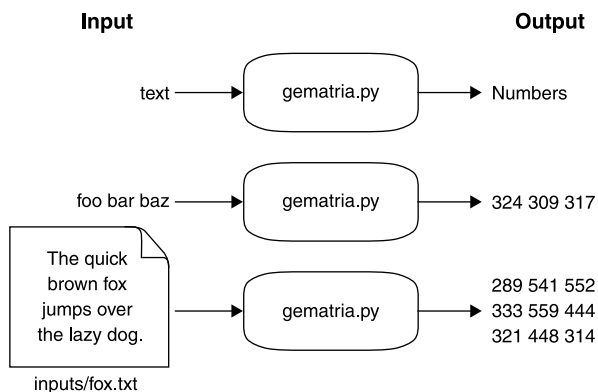 Input
Output
text
gematria.py
Numbers
foo bar baz
gematria.py
324 309 317
The quick
brown fox
jumps over
the lazy dog.
gematria.py
289 541 552
333 559 444
321 448 314
inputs/fox.txt